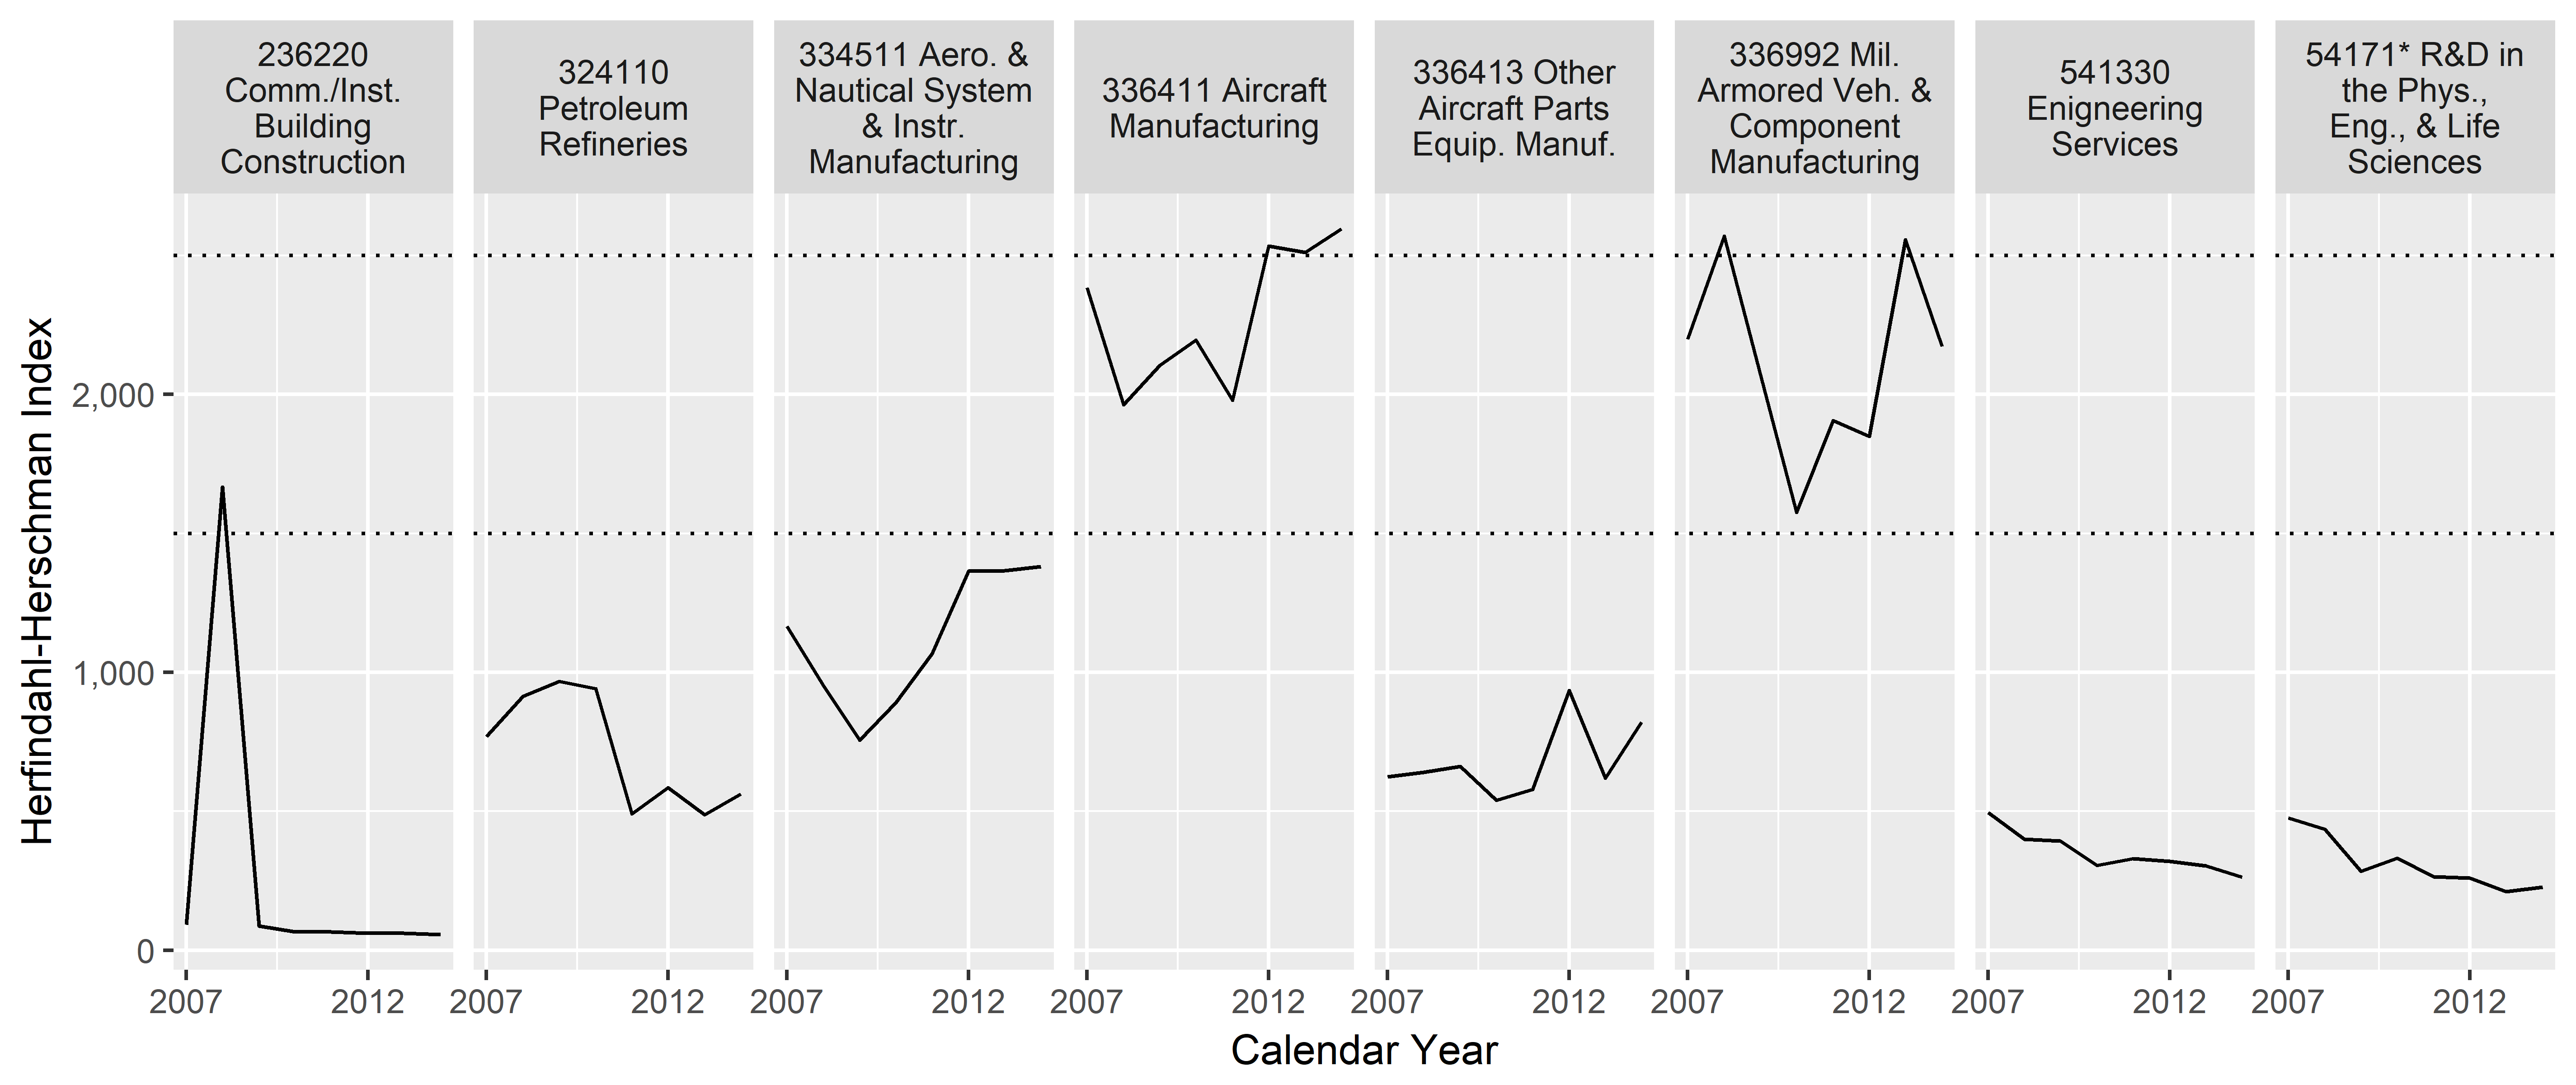 236220
Comm./Inst.
Building
Construction
324110
Petroleum
Refineries
334511 Aero. &
Nautical System
& Instr.
Manufacturing
336411 Aircraft
Manufacturing
336413 Other
Aircraft Parts
Equip. Manuf.
336992 Mil.
Armored Veh. &
Component
Manufacturing
541330
Enigneering
Services
54171* R&D in
the Phys.,
Eng., & Life
Sciences
Herfindahl-Herschman Index
2,000
1,000
0
2007 2012 2007 2012 2007 2012 2007 2012 2007 2012 2007 2012 2007 2012 2007 2012
Calendar Year